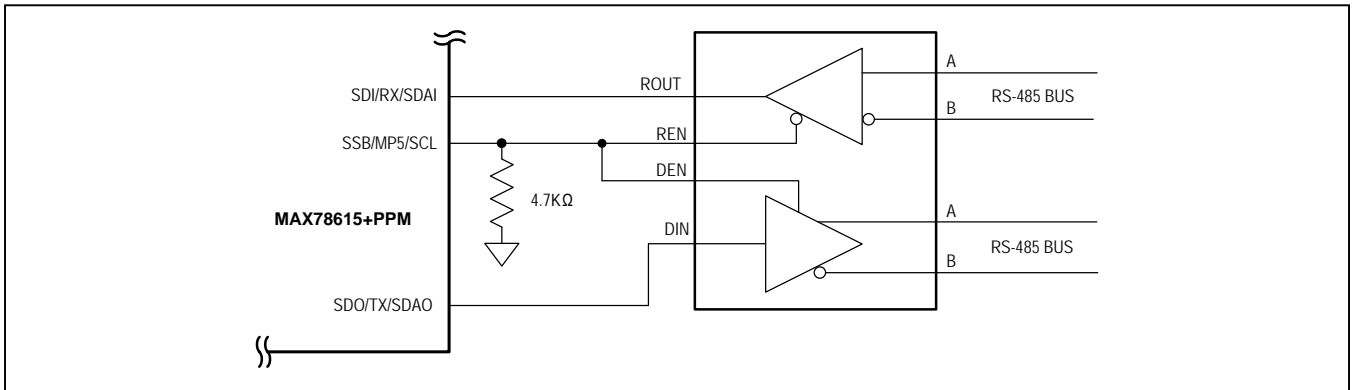 A
ROUT
SDI/RX/SDAI
RS-485 BUS
B
REN
SSB/MP5/SCL
DEN
4.7KΩ
MAX78615+PPM
A
DIN
RS-485 BUS
B
SDO/TX/SDAO